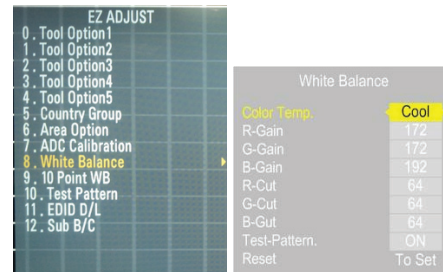 EZ ADJUST
0 . Tool Option1
1 . Tool Option2
2 . Tool Option3
3 . Tool Option4
4 . Tool Option5
5 . Country Group
6 . Area Option
7 . ADC Calibration
8 . White Balance
9 . 10 Point WB
10 . Test Pattern
11 . EDID D/L
12 . Sub B/C
White Balance
Color Temp. Cool
R-Gain 172
G-Gain 172
B-Gain 192
R-Cut 64
G-Cut 64
B-Gut 64
Test-Pattern. ON
Reset To Set